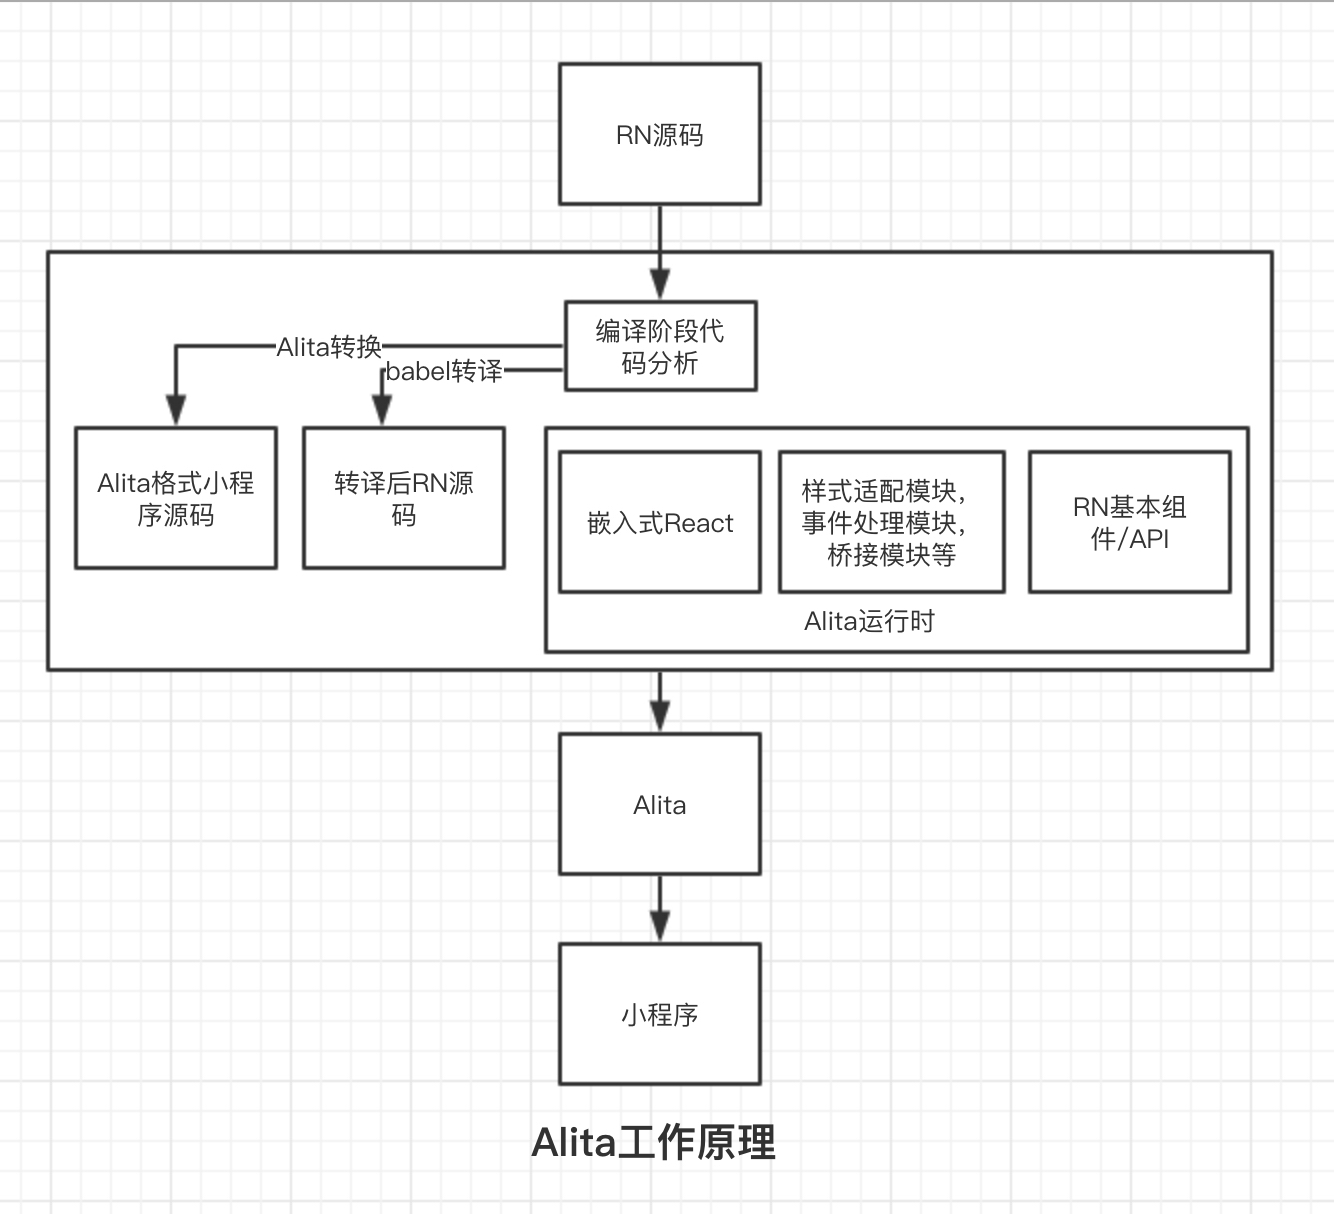 RN源码
编译阶段代
码分析
Alita转换
babel转译
Alita格式小程
序源码
转译后RN源
码
嵌入式React
样式适配模块，
事件处理模块，
桥接模块等
RN基本组
件/API
Alita运行时
Alita
小程序
Alita工作原理